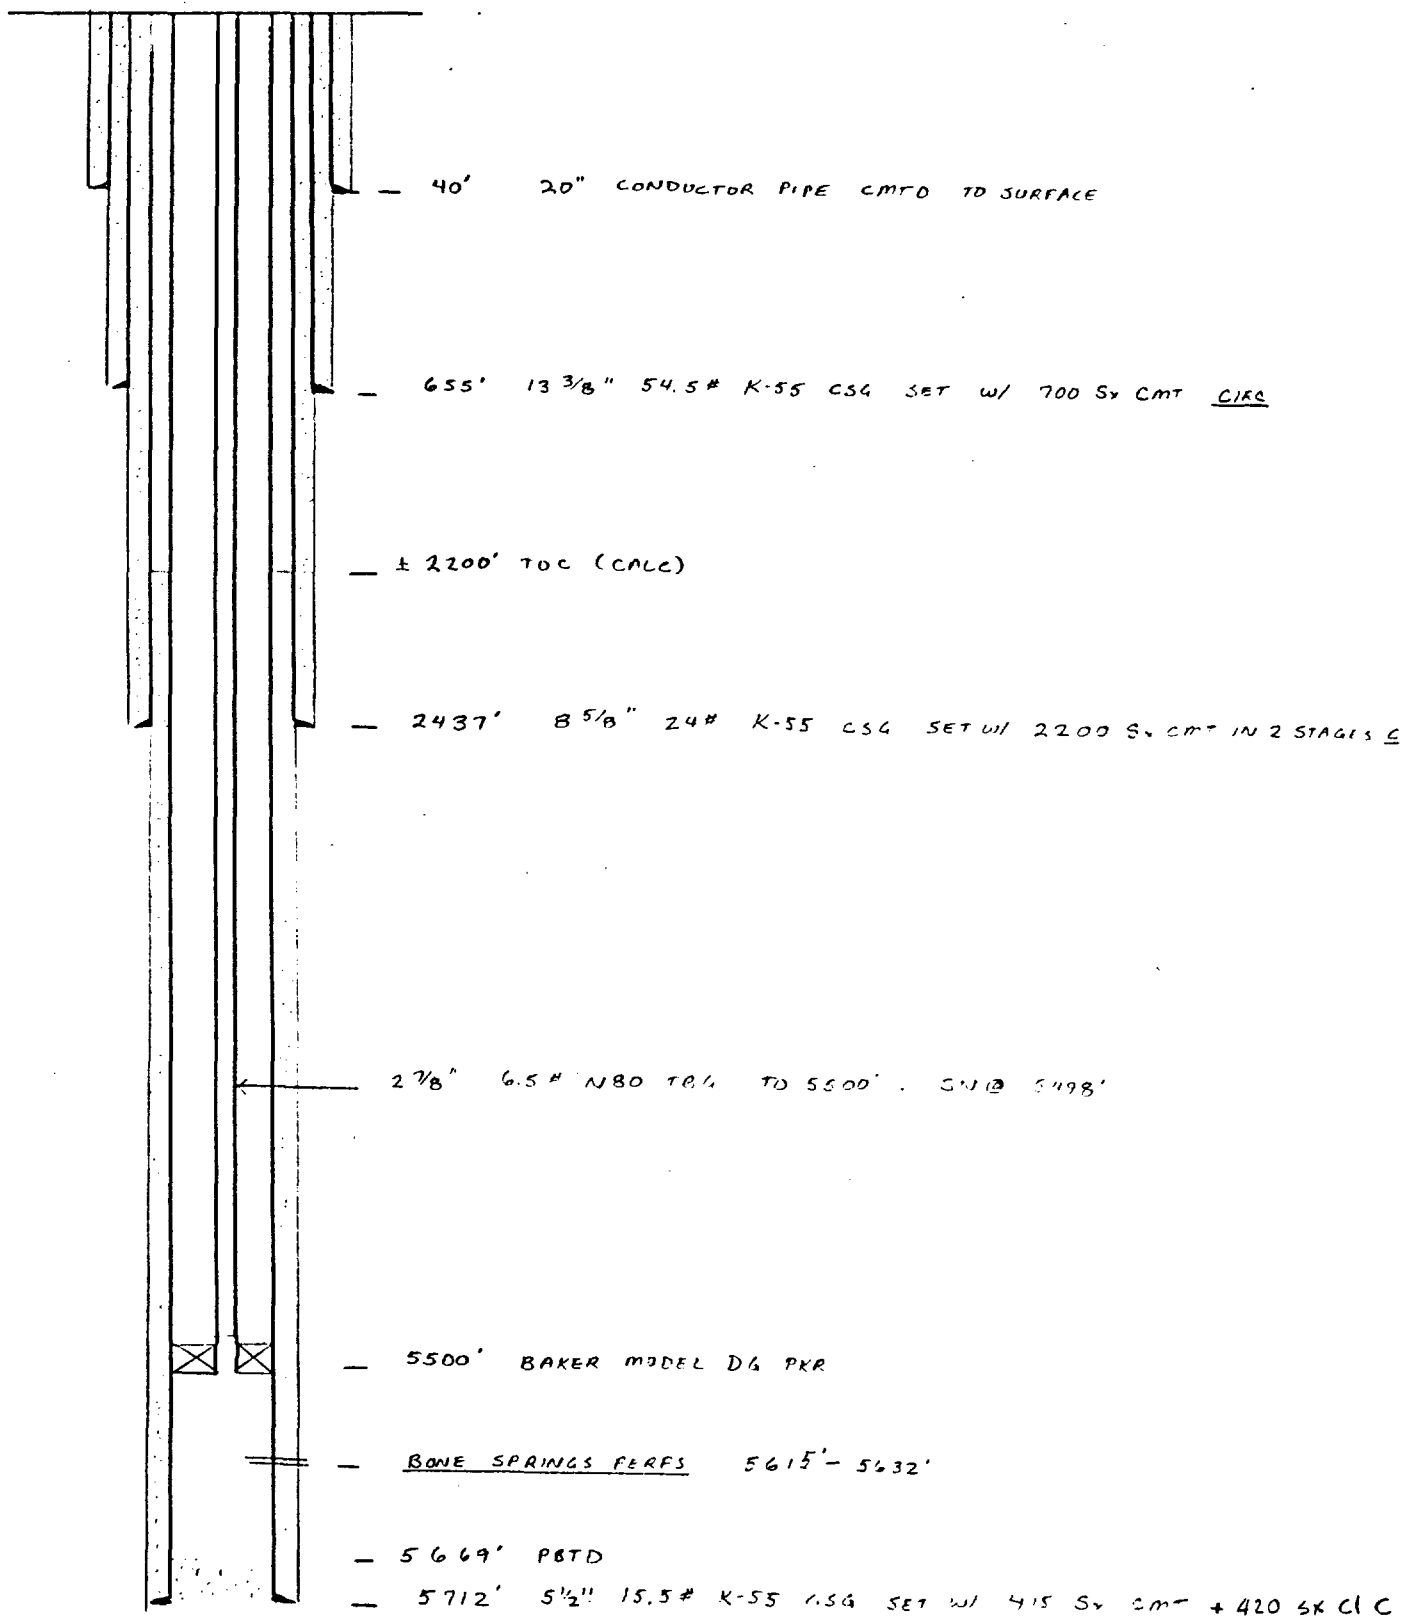 40' 20" CONDUCTOR PIPE CMTD TO SURFACE
655' 13 3/8" 54.5# K-55 CSG SET W/ 700 Sx CMT CIRC
± 2200' TOC (CALC)
2437' 8 5/8" 24# K-55 CSG SET W/ 2200 Sx CMT IN 2 STAGES C
2 7/8" 6.5# N80 TBG TO 5500'. SN@ 5498'
5500' BAKER MODEL DG PKR
BONE SPRINGS PERFS 5615'- 5632'
5669' PBTD
5712' 5½" 15.5# K-55 CSG SET W/ 415 Sx CMT + 420 SX Cl C